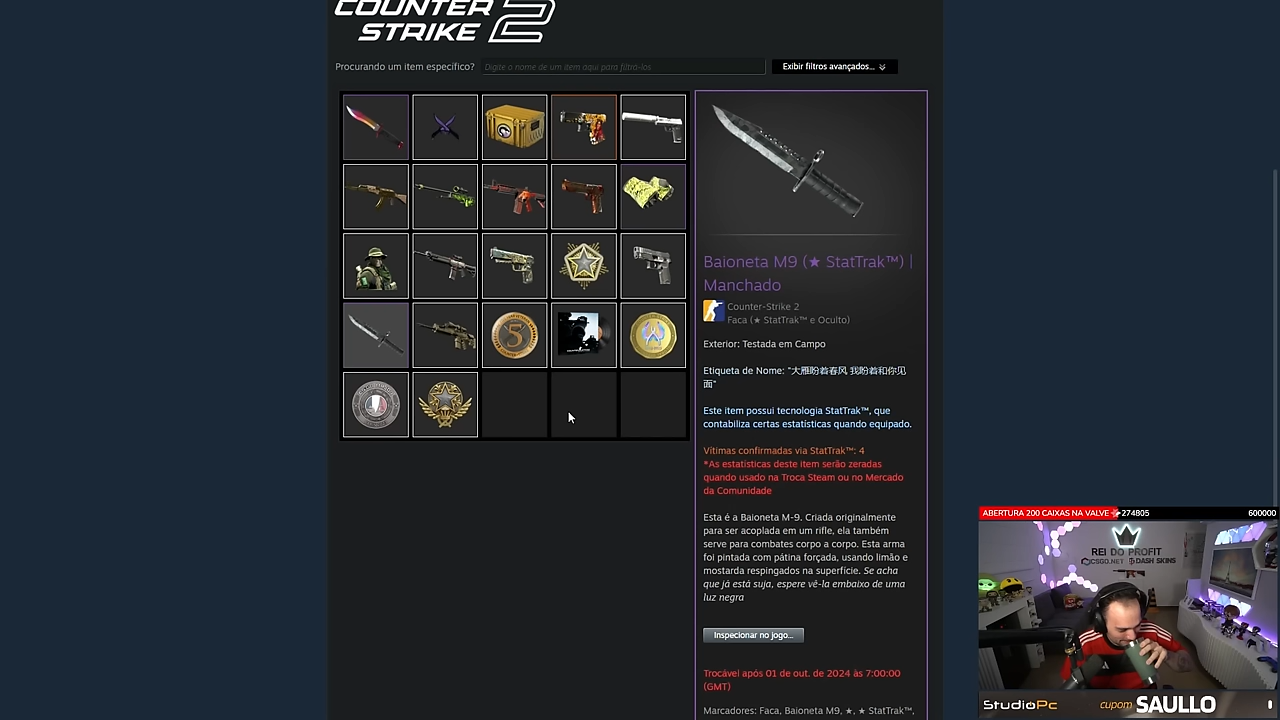 COUNTER
STRIKE 2
Procurando um item específico?
Digite o nome de um item aqui para filtrá-los
Exibir filtros avançados...
Baioneta M9 (★ StatTrak™) |
Manchado
Counter-Strike 2
Faca (★ StatTrak™ e Oculto)
Exterior: Testada em Campo
Etiqueta de Nome: "大雁盼着春风 我盼着和你见
面"
Este item possui tecnologia StatTrak™, que
contabiliza certas estatísticas quando equipado.
Vítimas confirmadas via StatTrak™: 4
*As estatísticas deste item serão zeradas
quando usado na Troca Steam ou no Mercado
da Comunidade
Esta é a Baioneta M-9. Criada originalmente
para ser acoplada em um rifle, ela também
serve para combates corpo a corpo. Esta arma
foi pintada com pátina forçada, usando limão e
mostarda respingados na superfície. Se acha
que já está suja, espere vê-la embaixo de uma
luz negra
Inspecionar no jogo...
Trocável após 01 de out. de 2024 às 7:00:00
(GMT)
Marcadores: Faca, Baioneta M9, ★, ★ StatTrak™,
ABERTURA 200 CAIXAS NA VALVE
274805
600000
REI DO PROFIT
CSGO.NET
DASH SKINS
StudioPc
cupom SAULLO